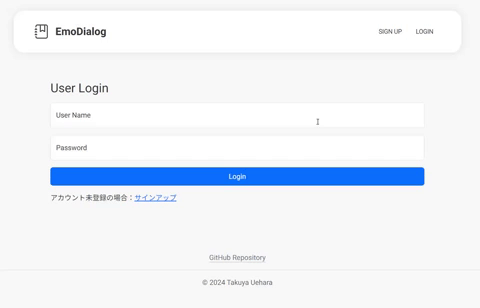 EmoDialog
SIGN UP LOGIN
User Login
User Name
Password
Login
アカウント未登録の場合：サインアップ
GitHub Repository
© 2024 Takuya Uehara